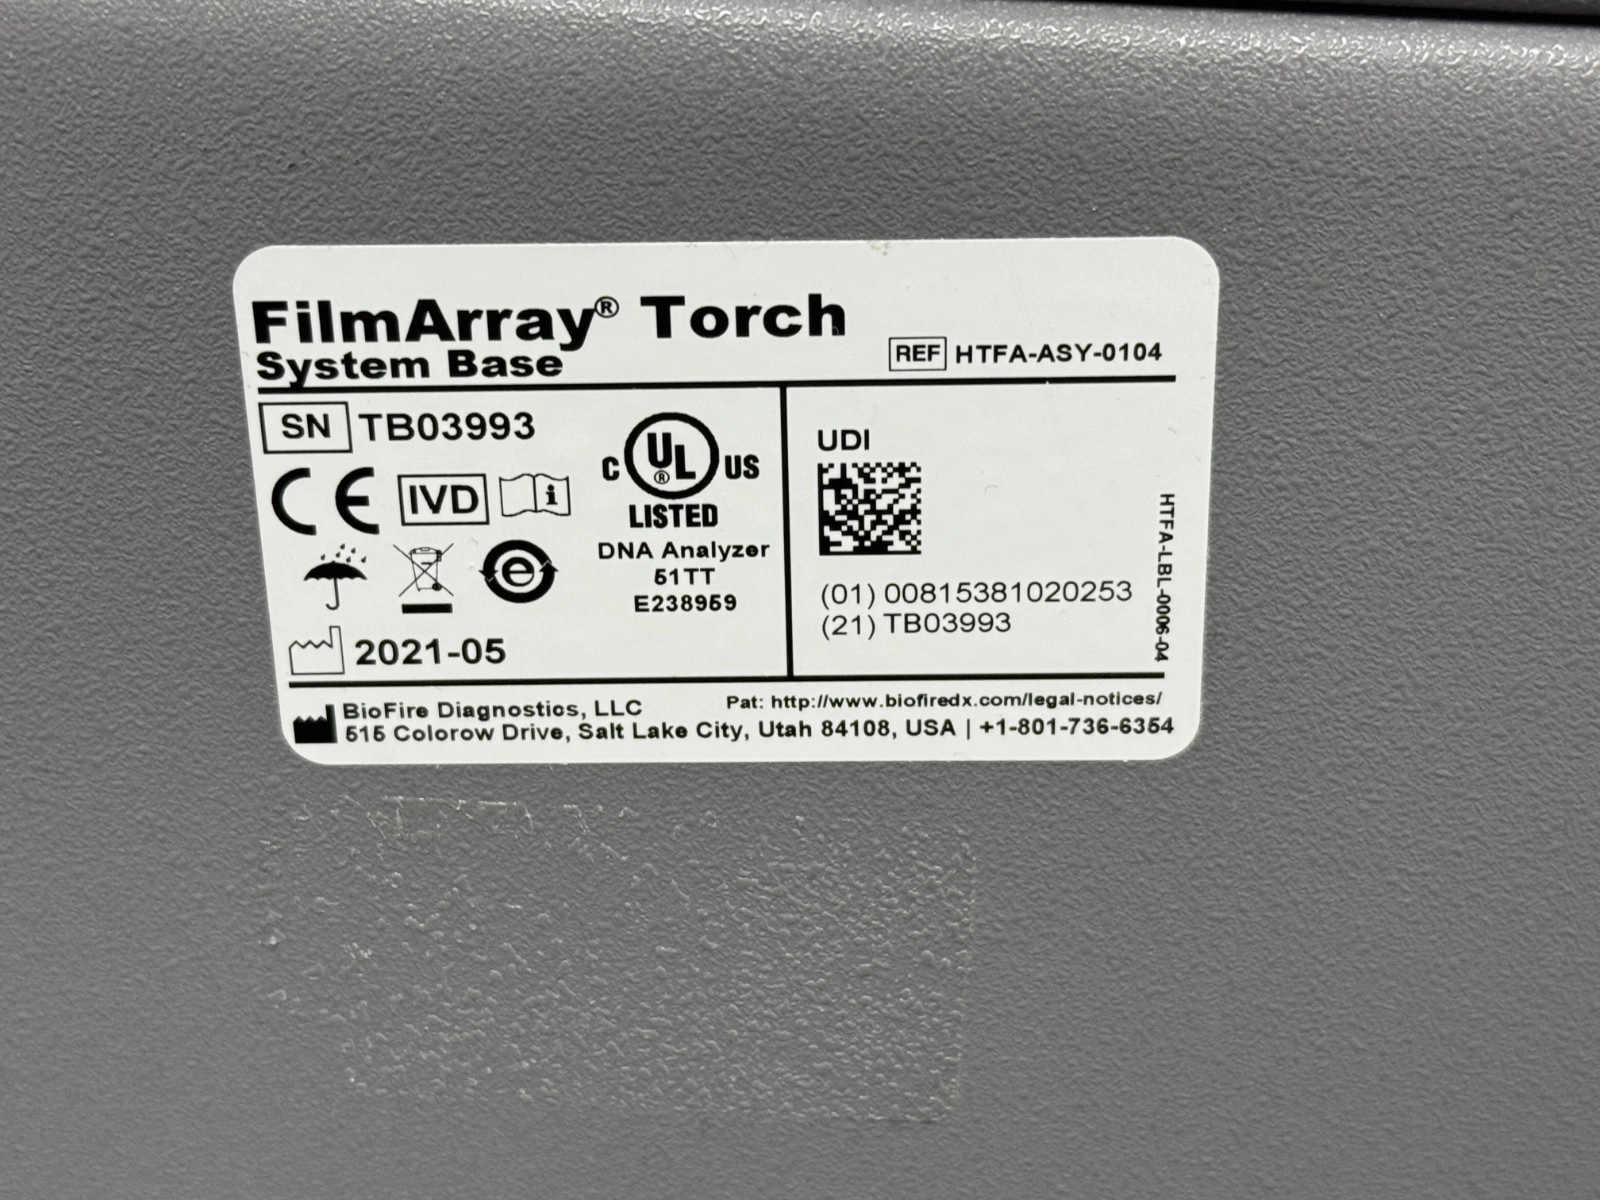 FilmArray® Torch
System Base
REF HTFA-ASY-0104
SN TB03993
CE IVD i
C UL® US
LISTED
DNA Analyzer
51TT
E238959
e
2021-05
UDI
(01) 00815381020253
(21) TB03993
HTFA-LBL-0006-04
BioFire Diagnostics, LLC Pat: http://www.biofiredx.com/legal-notices/
515 Colorow Drive, Salt Lake City, Utah 84108, USA | +1-801-736-6354